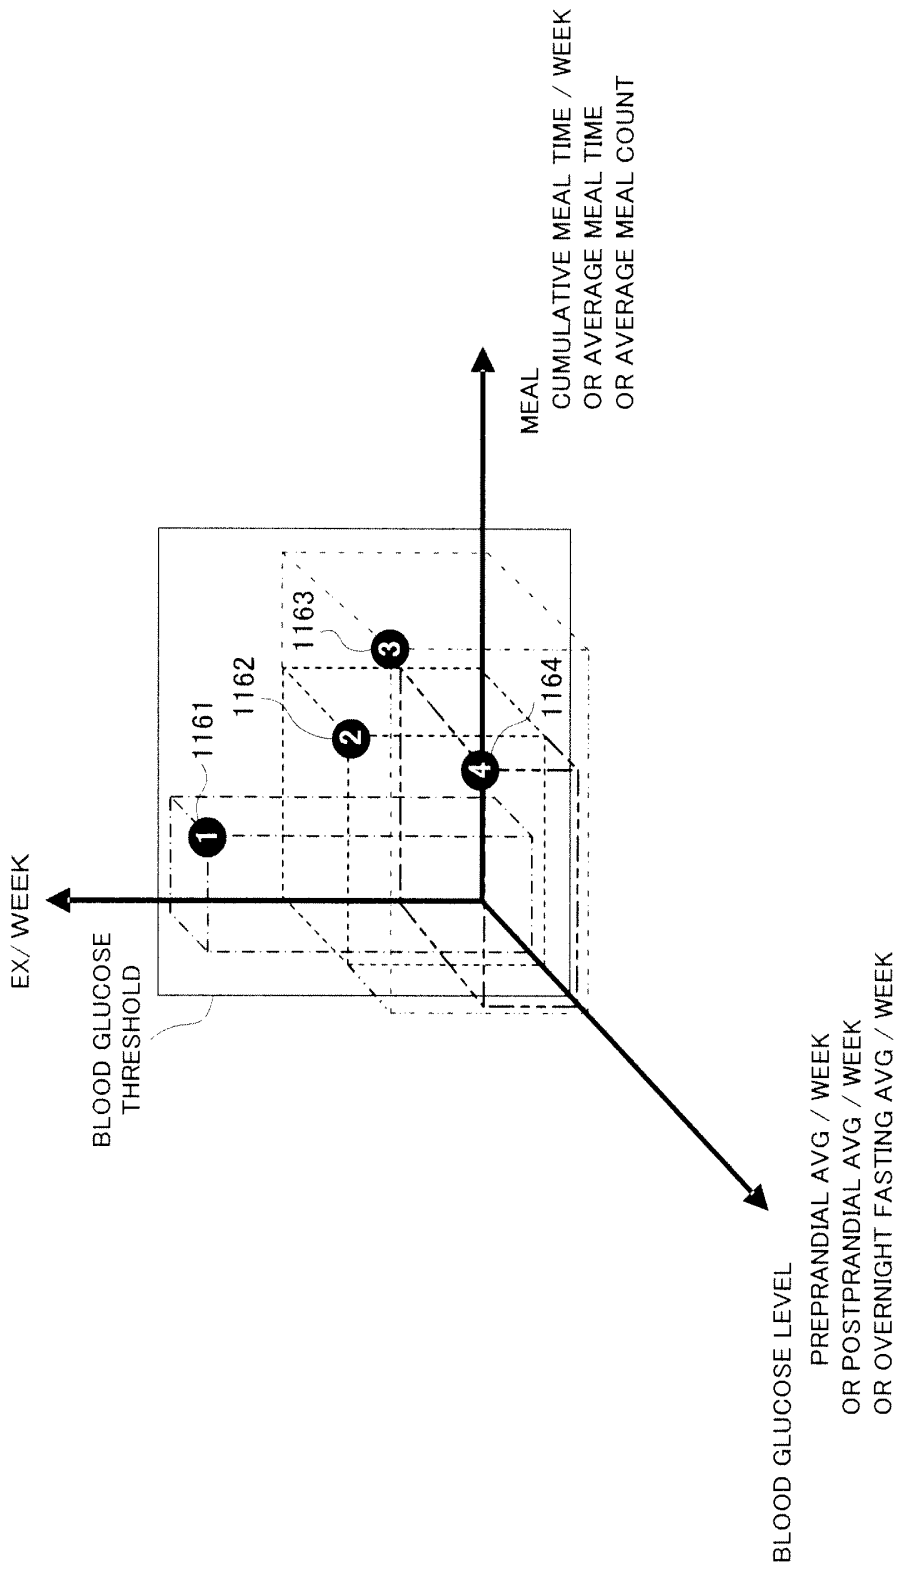 EX/WEEK
BLOOD GLUCOSE
THRESHOLD
1161
1
1162
2
1163
3
1164
4
MEAL
CUMULATIVE MEAL TIME / WEEK
OR AVERAGE MEAL TIME
OR AVERAGE MEAL COUNT
BLOOD GLUCOSE LEVEL
PREPRANDIAL AVG / WEEK
OR POSTPRANDIAL AVG / WEEK
OR OVERNIGHT FASTING AVG / WEEK